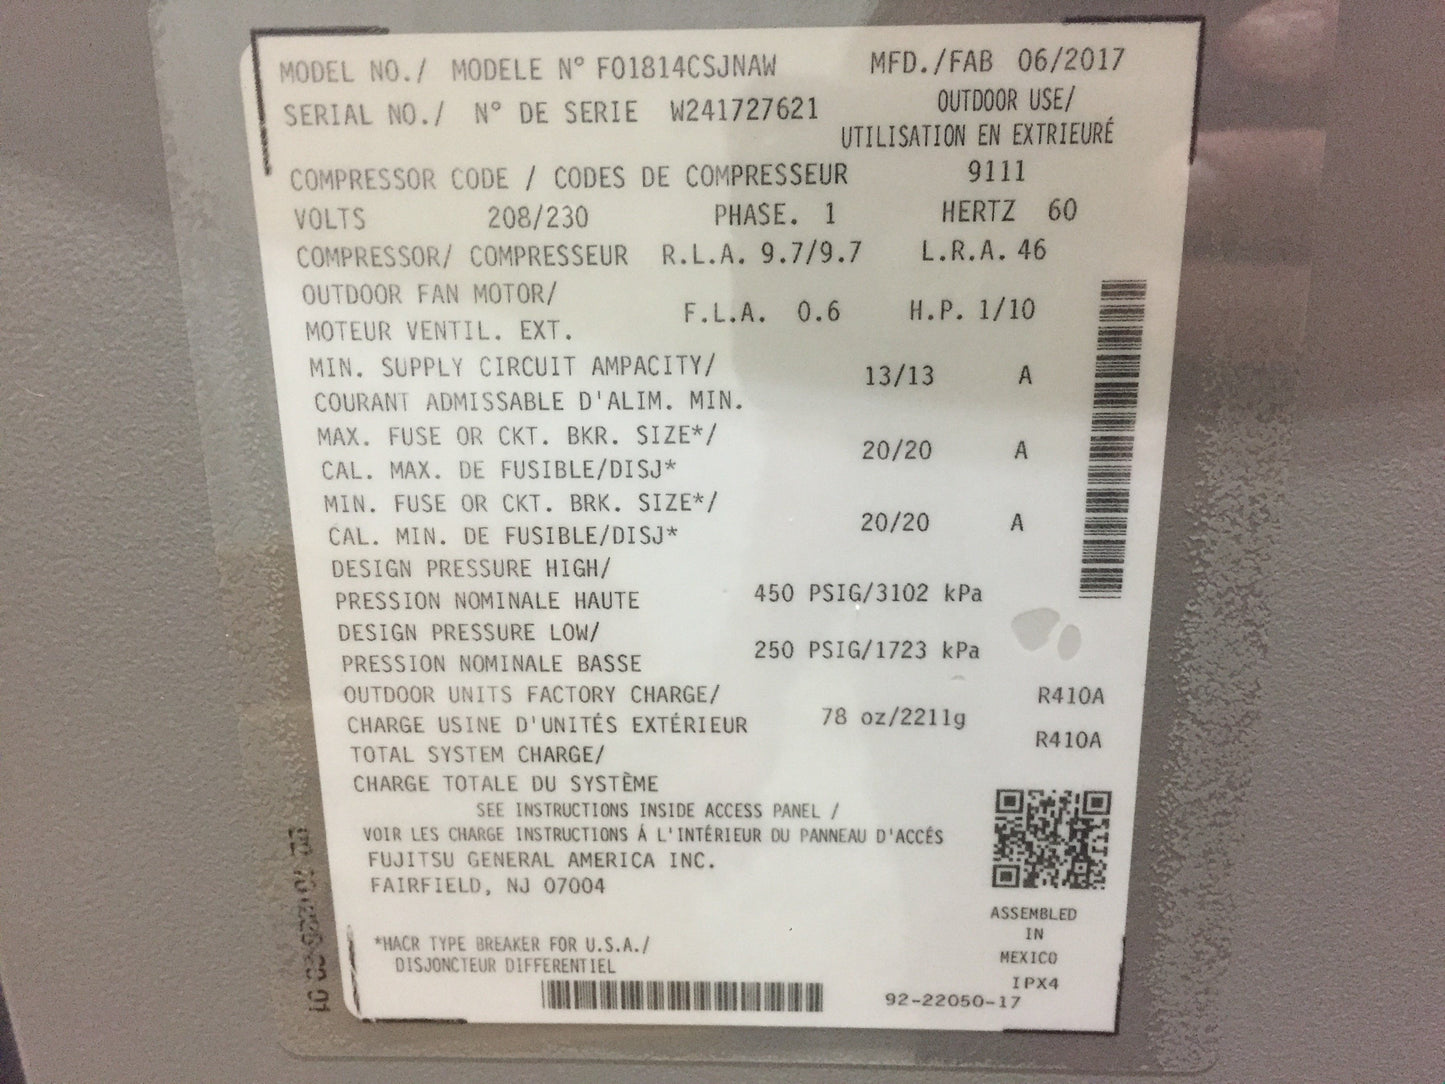 MODEL NO./ MODELE N° FO1814CSJNAW MFD./FAB 06/2017
SERIAL NO./ N° DE SERIE W241727621 OUTDOOR USE/
UTILISATION EN EXTRIEURÉ
COMPRESSOR CODE / CODES DE COMPRESSEUR 9111
VOLTS 208/230 PHASE. 1 HERTZ 60
COMPRESSOR/ COMPRESSEUR R.L.A. 9.7/9.7 L.R.A. 46
OUTDOOR FAN MOTOR/
MOTEUR VENTIL. EXT. F.L.A. 0.6 H.P. 1/10
MIN. SUPPLY CIRCUIT AMPACITY/
COURANT ADMISSABLE D'ALIM. MIN. 13/13 A
MAX. FUSE OR CKT. BKR. SIZE*/
CAL. MAX. DE FUSIBLE/DISJ* 20/20 A
MIN. FUSE OR CKT. BRK. SIZE*/
CAL. MIN. DE FUSIBLE/DISJ* 20/20 A
DESIGN PRESSURE HIGH/
PRESSION NOMINALE HAUTE 450 PSIG/3102 kPa
DESIGN PRESSURE LOW/
PRESSION NOMINALE BASSE 250 PSIG/1723 kPa
OUTDOOR UNITS FACTORY CHARGE/ R410A
CHARGE USINE D'UNITÉS EXTÉRIEUR 78 oz/2211g
TOTAL SYSTEM CHARGE/ R410A
CHARGE TOTALE DU SYSTÈME
SEE INSTRUCTIONS INSIDE ACCESS PANEL /
VOIR LES CHARGE INSTRUCTIONS Á L'INTÉRIEUR DU PANNEAU D'ACCÉS
FUJITSU GENERAL AMERICA INC.
FAIRFIELD, NJ 07004
ASSEMBLED
IN
MEXICO
IPX4
*HACR TYPE BREAKER FOR U.S.A./
DISJONCTEUR DIFFERENTIEL
92-22050-17